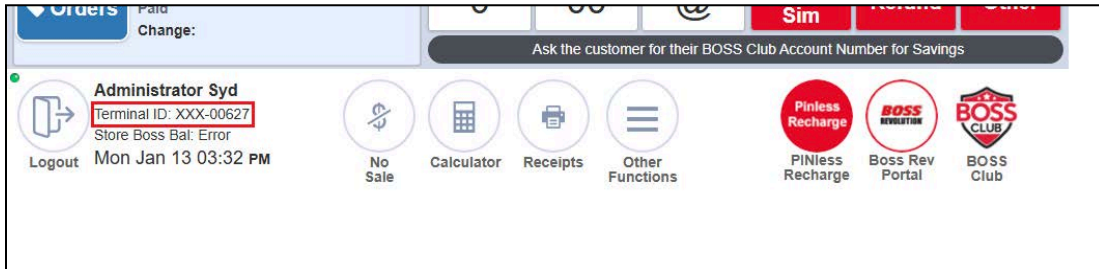 Orders
Paid
Change:
@
Sim
Refund
Other
Ask the customer for their BOSS Club Account Number for Savings
Administrator Syd
Terminal ID: XXX-00627
Store Boss Bal: Error
Mon Jan 13 03:32 PM
Logout
No
Sale
Calculator
Receipts
Other
Functions
Pinless
Recharge
PINless
Recharge
BOSS
REVOLUTION
Boss Rev
Portal
BOSS
CLUB
BOSS
Club